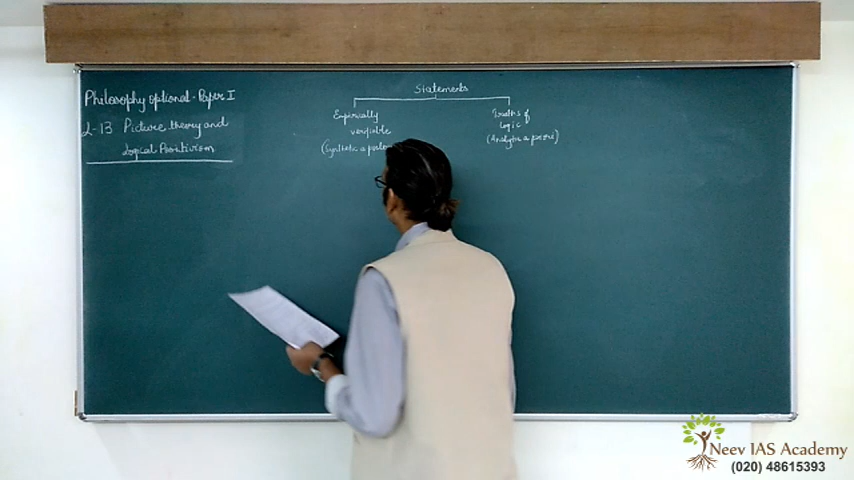 Philosophy optional - Paper I
L-13 Picture theory and
Logical Positivism
Statements
Empirically
verifiable
(Synthetic a
Truths of
logic
(Analytic a priori)
Neev IAS Academy
(020) 48615393